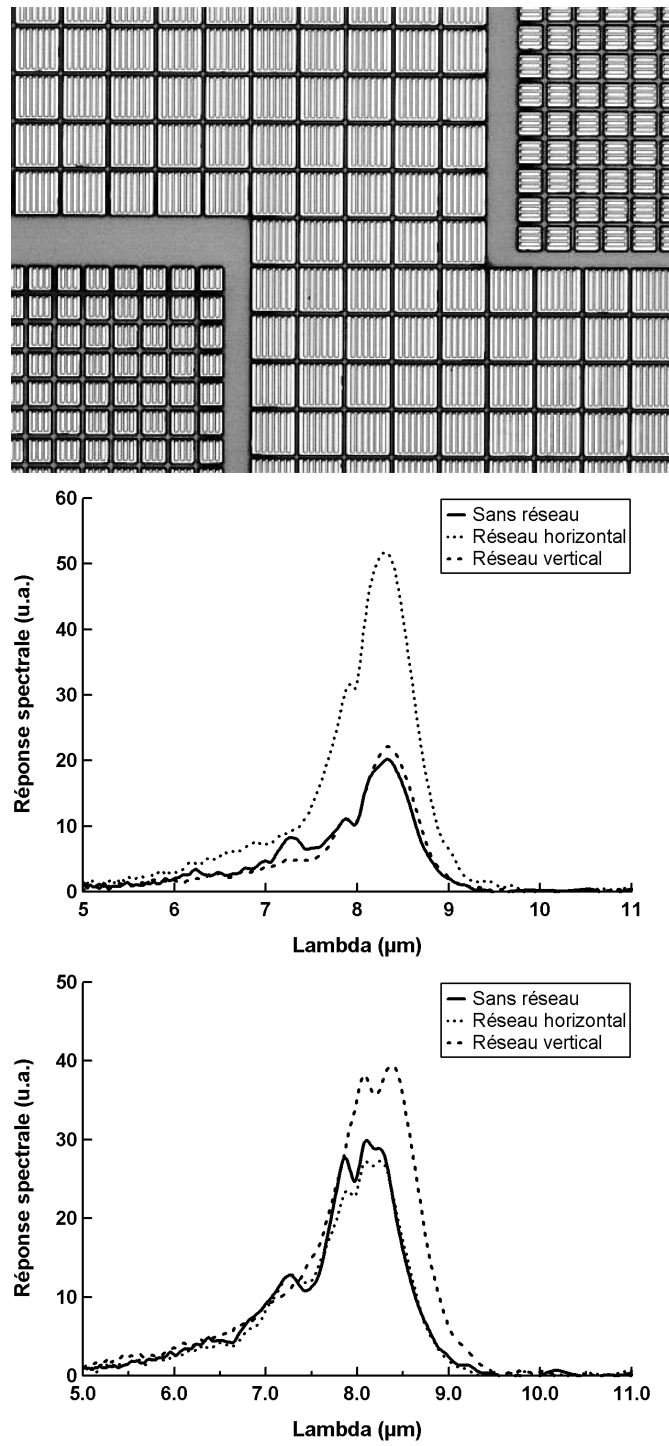 60
50
40
30
20
10
0
Réponse spectrale (u.a.)
Sans réseau
Réseau horizontal
Réseau vertical
5 6 7 8 9 10 11
Lambda (µm)
50
40
30
20
10
0
Réponse spectrale (u.a.)
Sans réseau
Réseau horizontal
Réseau vertical
5.0 6.0 7.0 8.0 9.0 10.0 11.0
Lambda (µm)